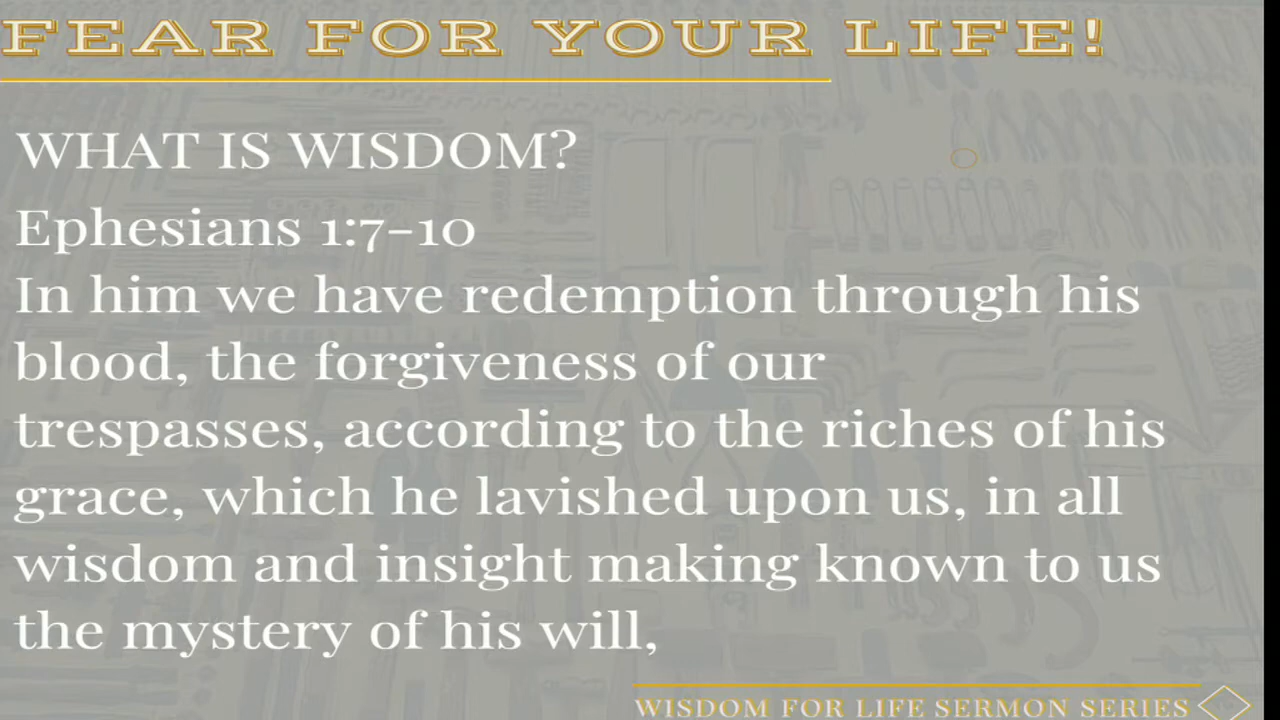 FEAR FOR YOUR LIFE!
WHAT IS WISDOM?
Ephesians 1:7-10
In him we have redemption through his
blood, the forgiveness of our
trespasses, according to the riches of his
grace, which he lavished upon us, in all
wisdom and insight making known to us
the mystery of his will,
WISDOM FOR LIFE SERMON SERIES